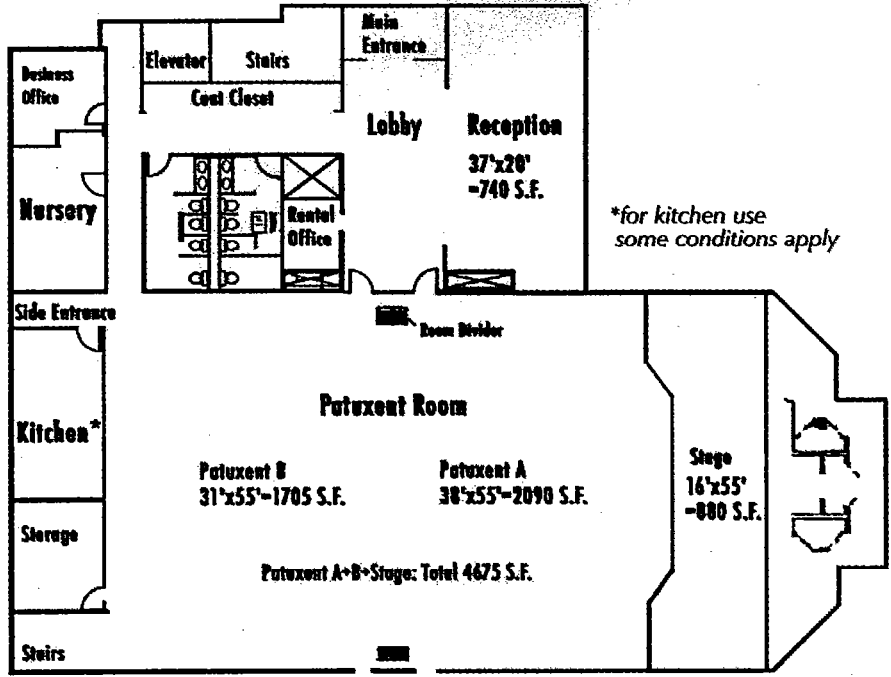 Main
Entrance
Elevator
Stairs
Business
Office
Coat Closet
Lobby
Reception
37'x20'
=740 S.F.
Nursery
Rental
Office
*for kitchen use
some conditions apply
Side Entrance
Room Divider
Patuxent Room
Kitchen*
Patuxent B
31'x55'=1705 S.F.
Patuxent A
38'x55'=2090 S.F.
Stage
16'x55'
=880 S.F.
Storage
Patuxent A+B+Stage: Total 4675 S.F.
Stairs